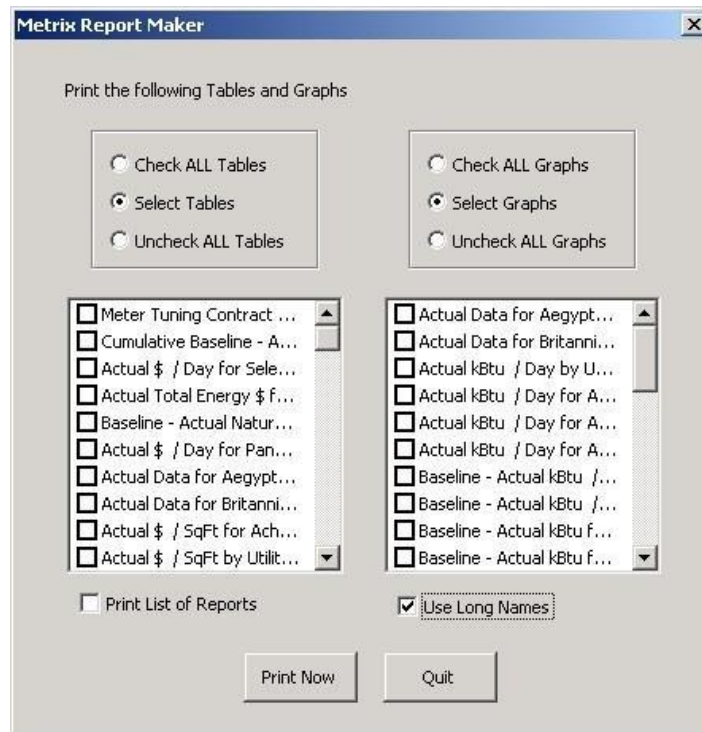 Metrix Report Maker
Print the following Tables and Graphs
Check ALL Tables
Select Tables
Uncheck ALL Tables
Check ALL Graphs
Select Graphs
Uncheck ALL Graphs
Meter Tuning Contract ...
Cumulative Baseline - A...
Actual $ / Day for Sele...
Actual Total Energy $ f...
Baseline - Actual Natur...
Actual $ / Day for Pan...
Actual Data for Aegypt...
Actual Data for Britanni...
Actual $ / SqFt for Ach...
Actual $ / SqFt by Utilit...
Actual Data for Aegypt...
Actual Data for Britanni...
Actual kBtu / Day by U...
Actual kBtu / Day for A...
Actual kBtu / Day for A...
Actual kBtu / Day for A...
Baseline - Actual kBtu /...
Baseline - Actual kBtu /...
Baseline - Actual kBtu f...
Baseline - Actual kBtu f...
Print List of Reports
Use Long Names
Print Now
Quit